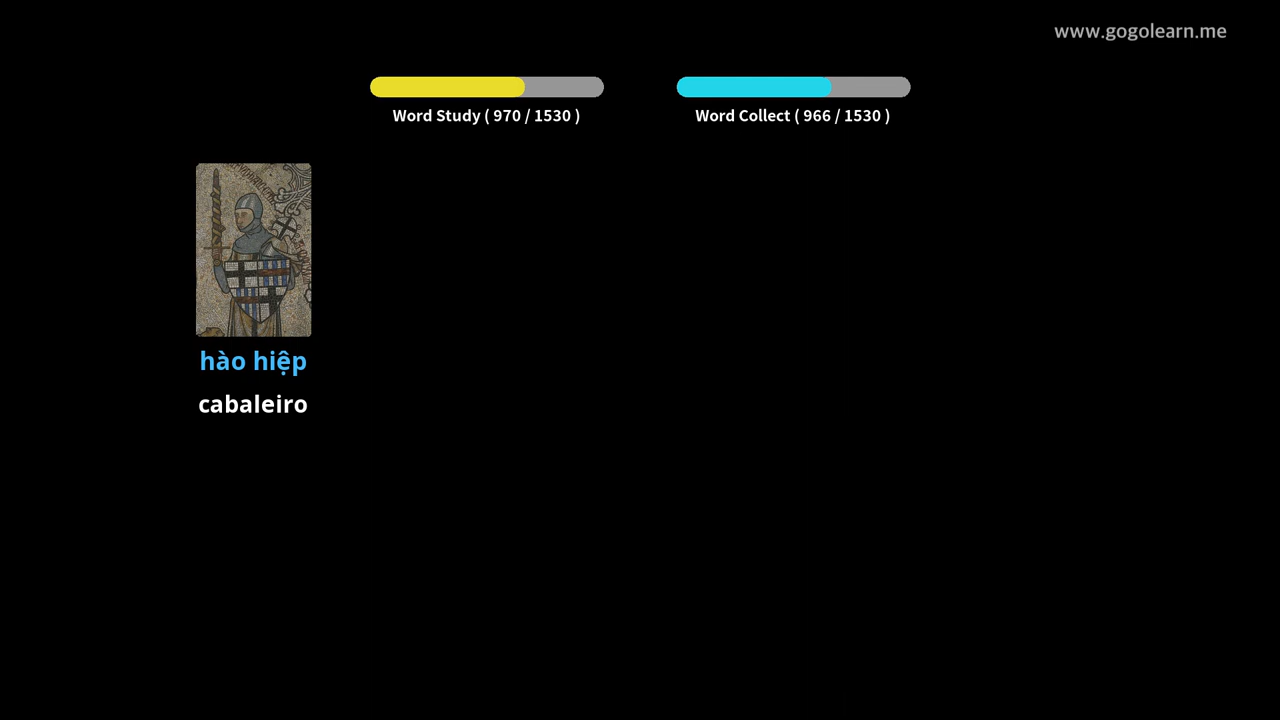 www.gogolearn.me
Word Study ( 970 / 1530 )
Word Collect ( 966 / 1530 )
hào hiệp
cabaleiro